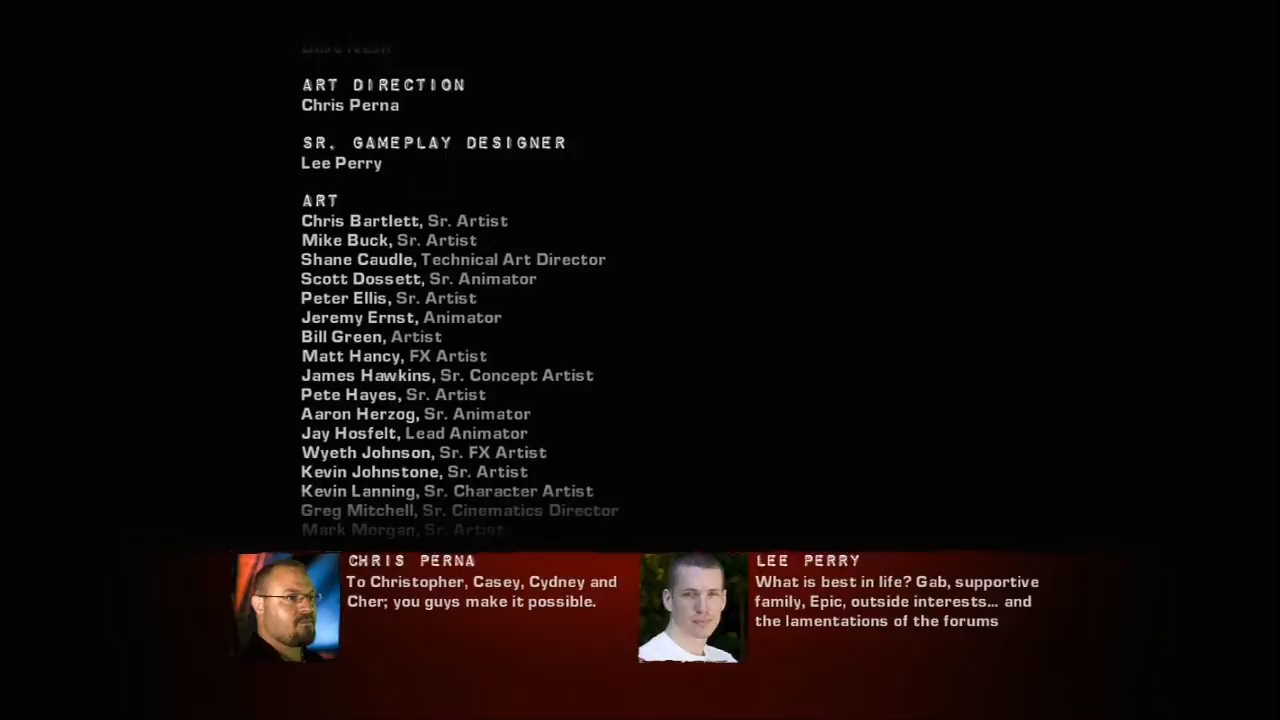 Dave Nash
ART DIRECTION
Chris Perna
SR. GAMEPLAY DESIGNER
Lee Perry
ART
Chris Bartlett, Sr. Artist
Mike Buck, Sr. Artist
Shane Caudle, Technical Art Director
Scott Dossett, Sr. Animator
Peter Ellis, Sr. Artist
Jeremy Ernst, Animator
Bill Green, Artist
Matt Hancy, FX Artist
James Hawkins, Sr. Concept Artist
Pete Hayes, Sr. Artist
Aaron Herzog, Sr. Animator
Jay Hosfelt, Lead Animator
Wyeth Johnson, Sr. FX Artist
Kevin Johnstone, Sr. Artist
Kevin Lanning, Sr. Character Artist
Greg Mitchell, Sr. Cinematics Director
Mark Morgan, Sr. Artist
CHRIS PERNA
To Christopher, Casey, Cydney and
Cher; you guys make it possible.
LEE PERRY
What is best in life? Gab, supportive
family, Epic, outside interests... and
the lamentations of the forums